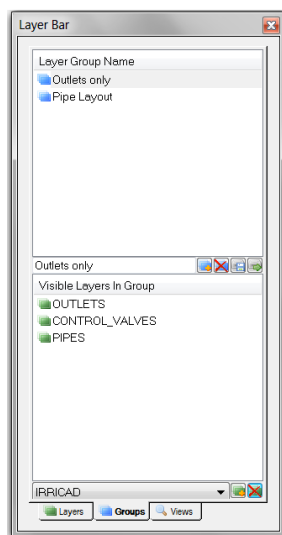 Layer Bar
Layer Group Name
Outlets only
Pipe Layout
Outlets only
Visible Layers In Group
OUTLETS
CONTROL_VALVES
PIPES
IRRICAD
Layers Groups Views